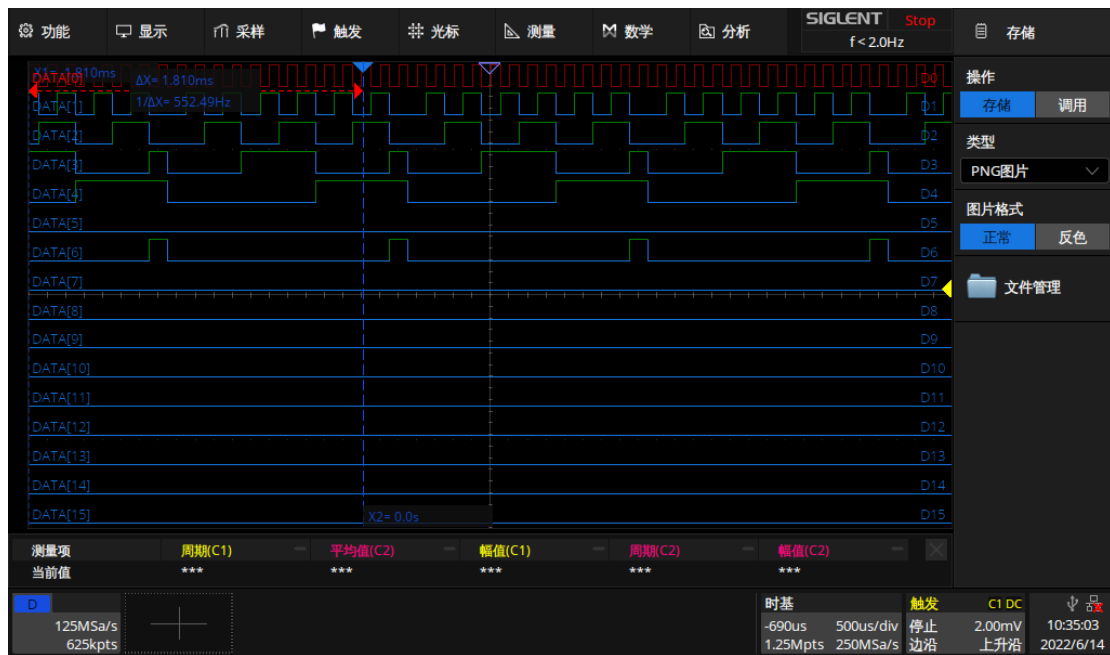 功能 显示 采样 触发 光标 测量 数学 分析 SIGLENT Stop 存储
f < 2.0Hz
DATA[0] ΔX= 1.810ms D0
DATA[1] 1/ΔX= 552.49Hz D1
DATA[2] D2
DATA[3] D3
DATA[4] D4
DATA[5] D5
DATA[6] D6
DATA[7] D7
DATA[8] D8
DATA[9] D9
DATA[10] D10
DATA[11] D11
DATA[12] D12
DATA[13] D13
DATA[14] D14
DATA[15] X2= 0.0s D15
操作
存储 调用
类型
PNG图片
图片格式
正常 反色
文件管理
测量项 周期(C1) 平均值(C2) 幅值(C1) 周期(C2) 幅值(C2)
当前值 *** *** *** *** ***
D
125MSa/s
625kpts
时基
-690us 500us/div
1.25Mpts 250MSa/s
触发 C1 DC
停止 2.00mV
边沿 上升沿
10:35:03
2022/6/14